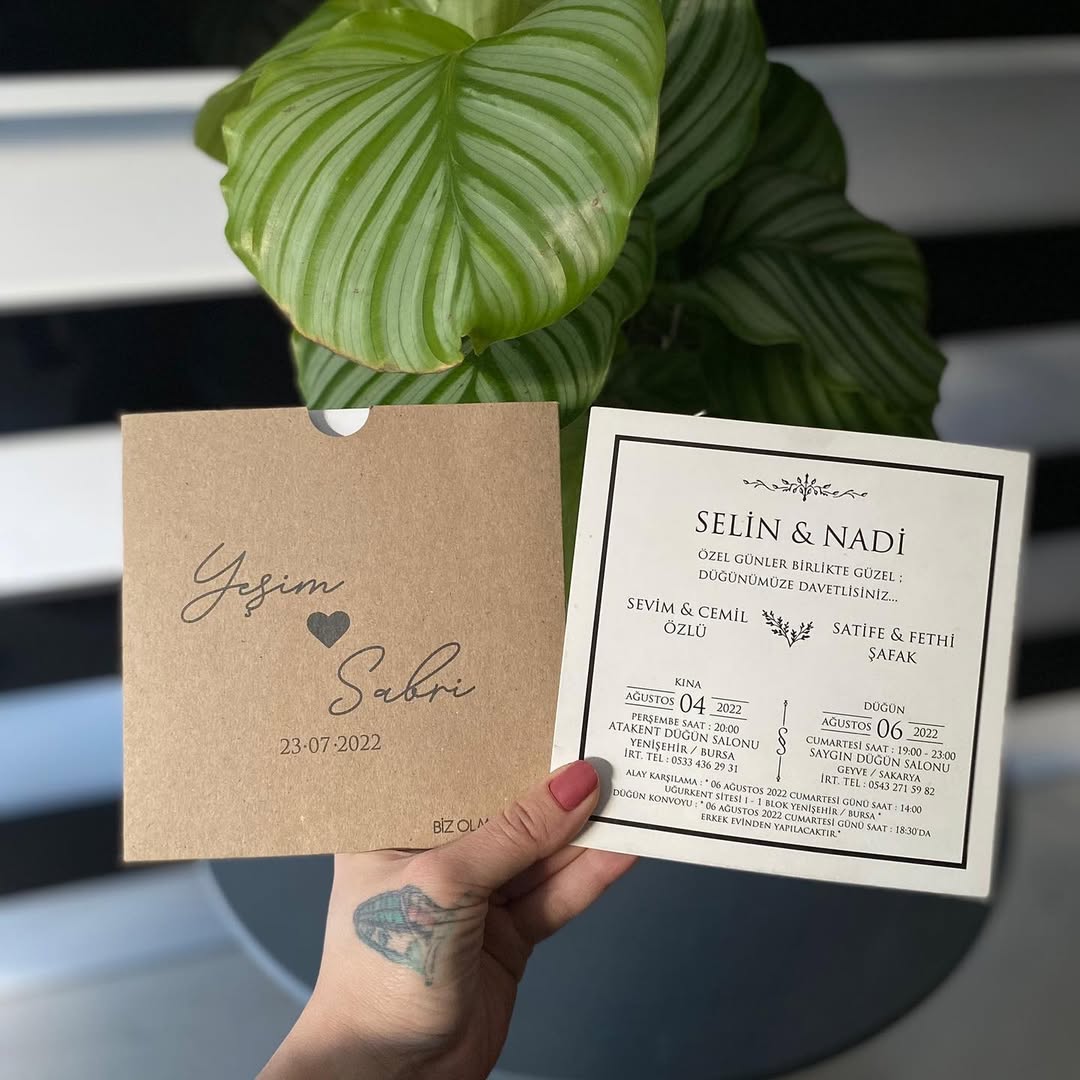 Yeşim
Sabri
23·07·2022
BİZ
SELİN & NADİ
ÖZEL GÜNLER BİRLİKTE GÜZEL ;
DÜĞÜNÜMÜZE DAVETLİSİNİZ...
SEVİM & CEMİL
ÖZLÜ
SATİFE & FETHİ
ŞAFAK
KINA
AĞUSTOS 04 2022
PERŞEMBE SAAT : 20:00
ATAKENT DÜĞÜN SALONU
YENİŞEHİR / BURSA
İRT. TEL : 0533 436 29 31
DÜĞÜN
AĞUSTOS 06 2022
CUMARTESİ SAAT : 19:00 - 23:00
SAYGIN DÜĞÜN SALONU
GEYVE / SAKARYA
İRT. TEL : 0543 271 59 82
ALAY KARŞILAMA : " 06 AĞUSTOS 2022 CUMARTESİ GÜNÜ SAAT : 14:00
UĞURKENT SİTESİ 1 - 1 BLOK YENİŞEHİR / BURSA "
DÜĞÜN KONVOYU : " 06 AĞUSTOS 2022 CUMARTESİ GÜNÜ SAAT : 18:30'DA
ERKEK EVİNDEN YAPILACAKTIR."